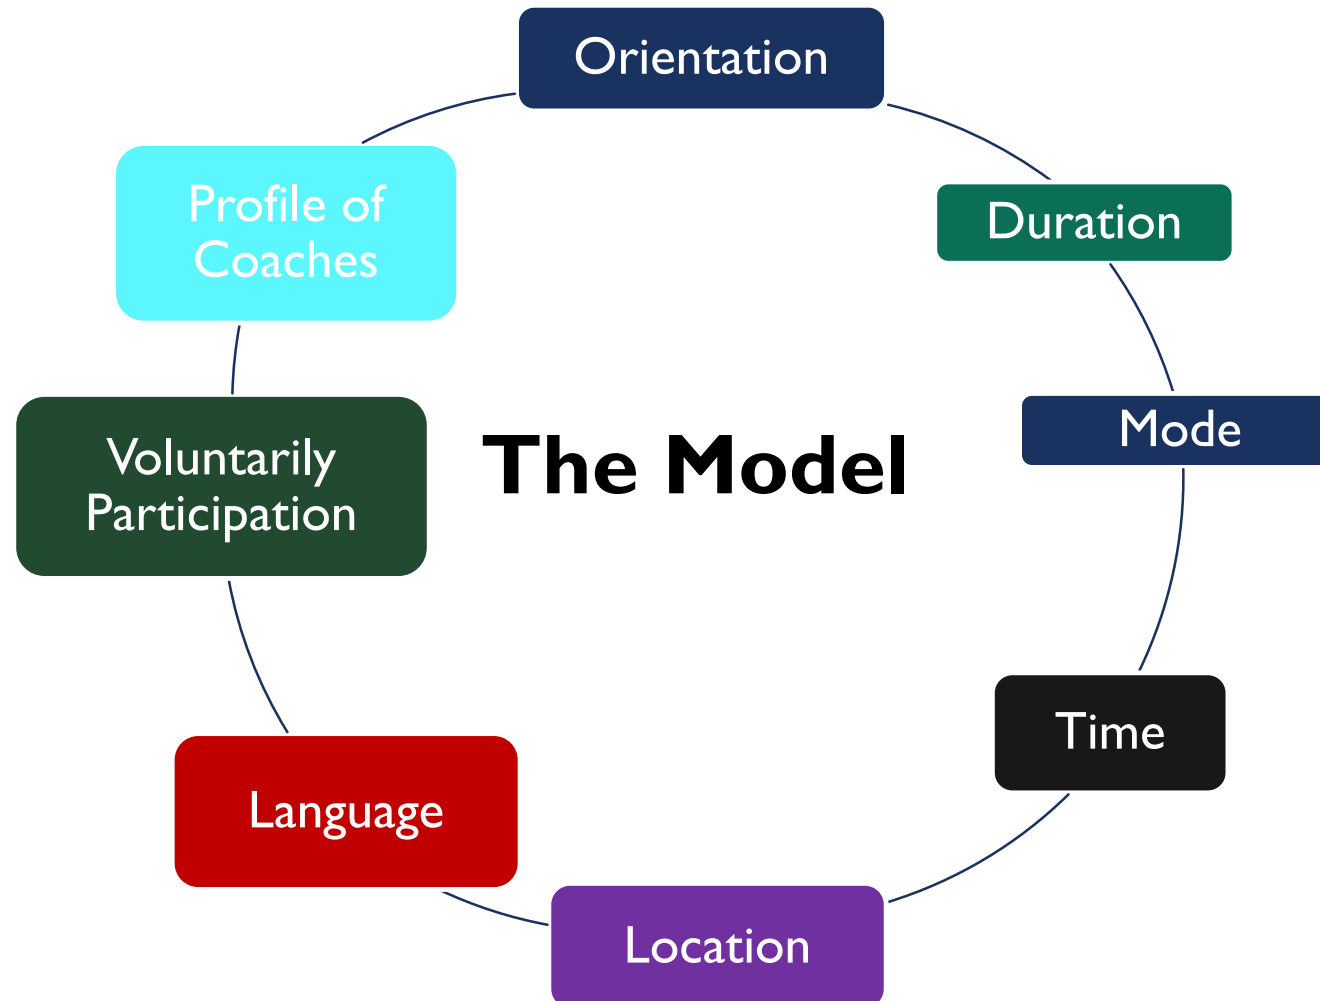 Orientation
Profile of
Coaches
Duration
Mode
Voluntarily
Participation
The Model
Time
Language
Location